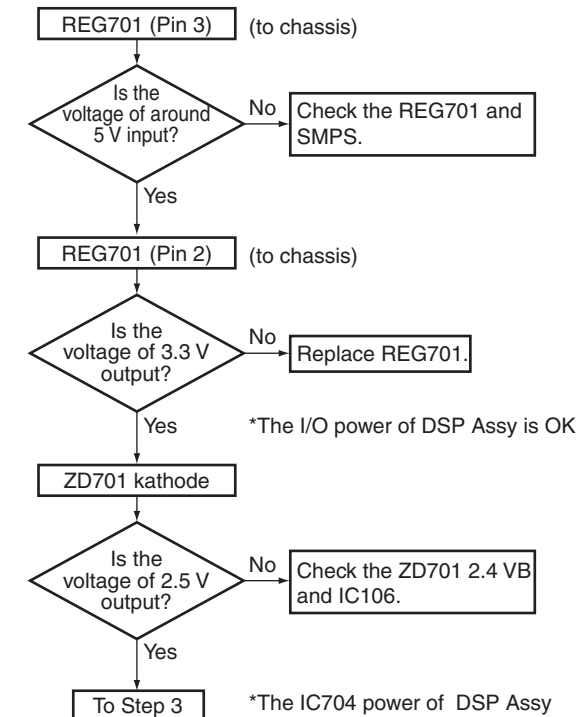 REG701 (Pin 3)
(to chassis)
Is the
voltage of around
5 V input?
No
Check the REG701 and
SMPS.
Yes
REG701 (Pin 2)
(to chassis)
Is the
voltage of 3.3 V
output?
No
Replace REG701.
Yes
*The I/O power of DSP Assy is OK
ZD701 kathode
Is the
voltage of 2.5 V
output?
No
Check the ZD701 2.4 VB
and IC106.
Yes
To Step 3
*The IC704 power of DSP Assy